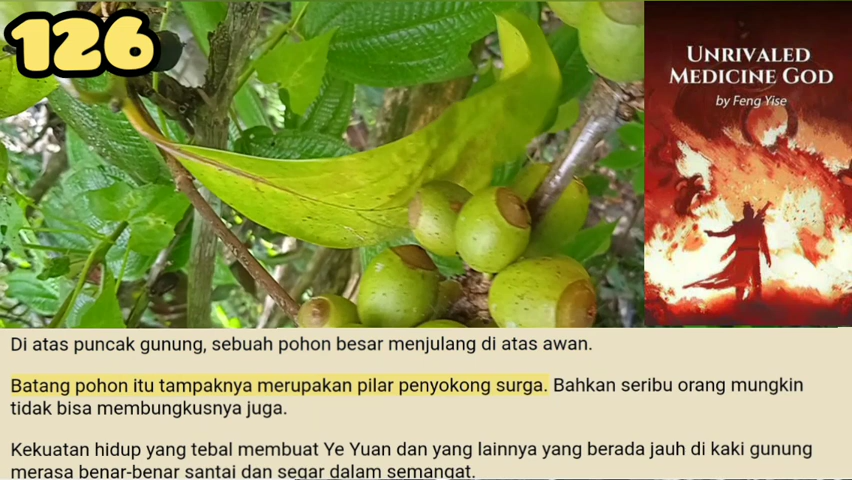 126
UNRIVALED
MEDICINE GOD
by Feng Yise
Di atas puncak gunung, sebuah pohon besar menjulang di atas awan.
Batang pohon itu tampaknya merupakan pilar penyokong surga. Bahkan seribu orang mungkin
tidak bisa membungkusnya juga.
Kekuatan hidup yang tebal membuat Ye Yuan dan yang lainnya yang berada jauh di kaki gunung
merasa benar-benar santai dan segar dalam semangat.